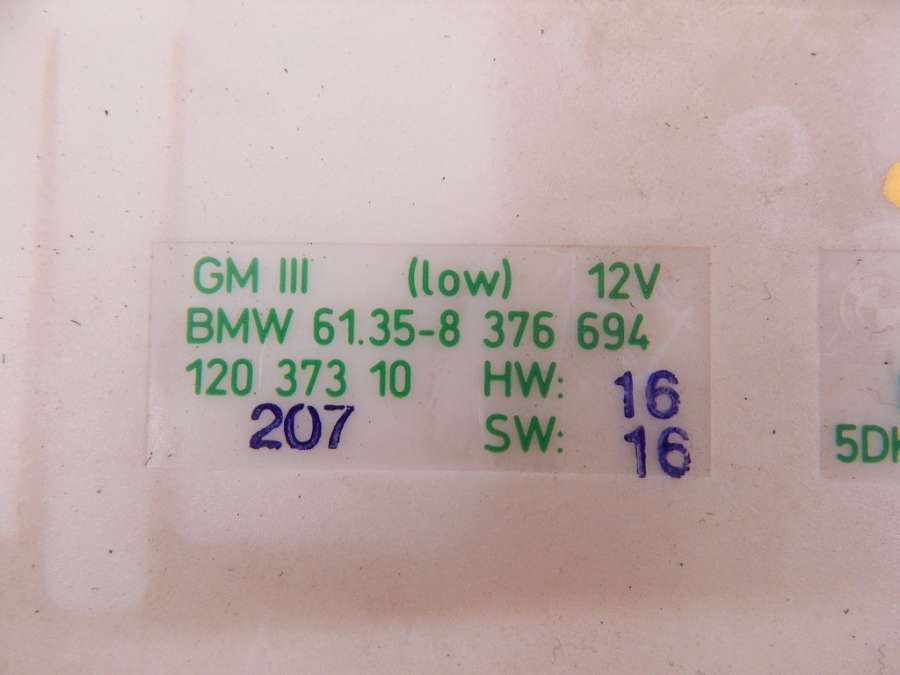 GM III (low) 12V
BMW 61.35-8 376 694
120 373 10 HW: 16
207 SW: 16
5DK